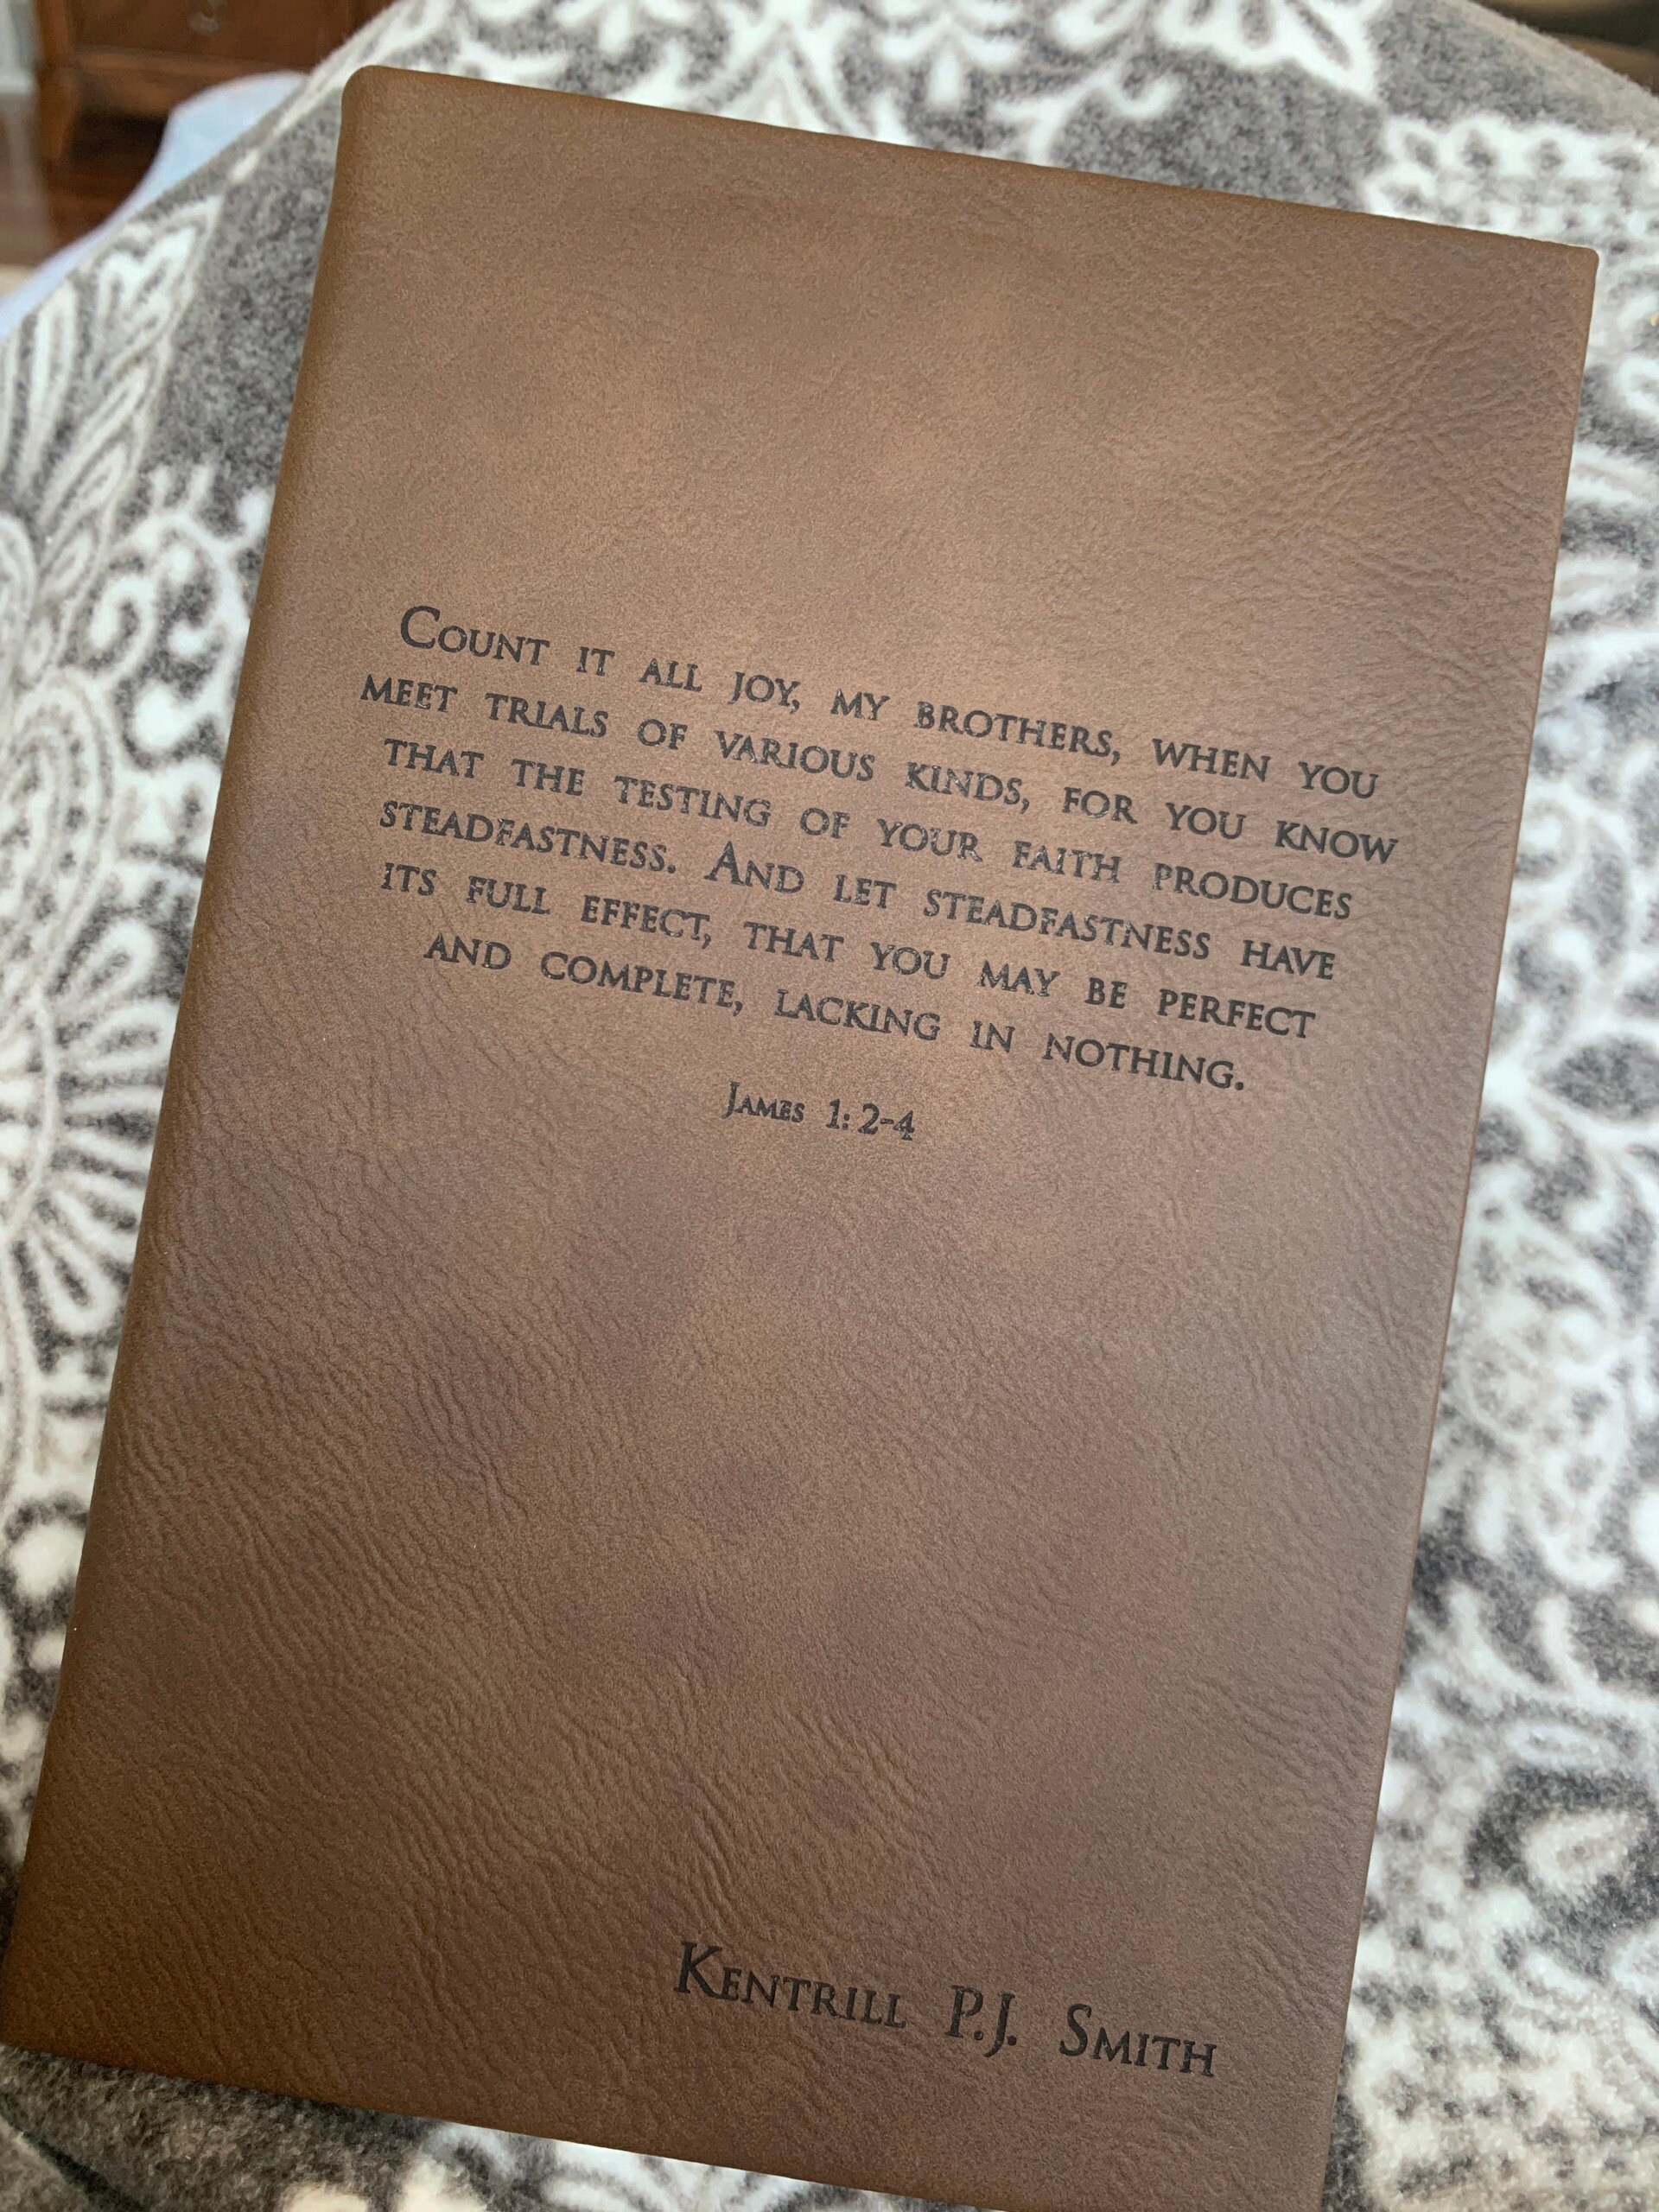 Count it all joy, my brothers, when you
meet trials of various kinds, for you know
that the testing of your faith produces
steadfastness. And let steadfastness have
its full effect, that you may be perfect
and complete, lacking in nothing.
James 1: 2-4
Kentrill P.J. Smith